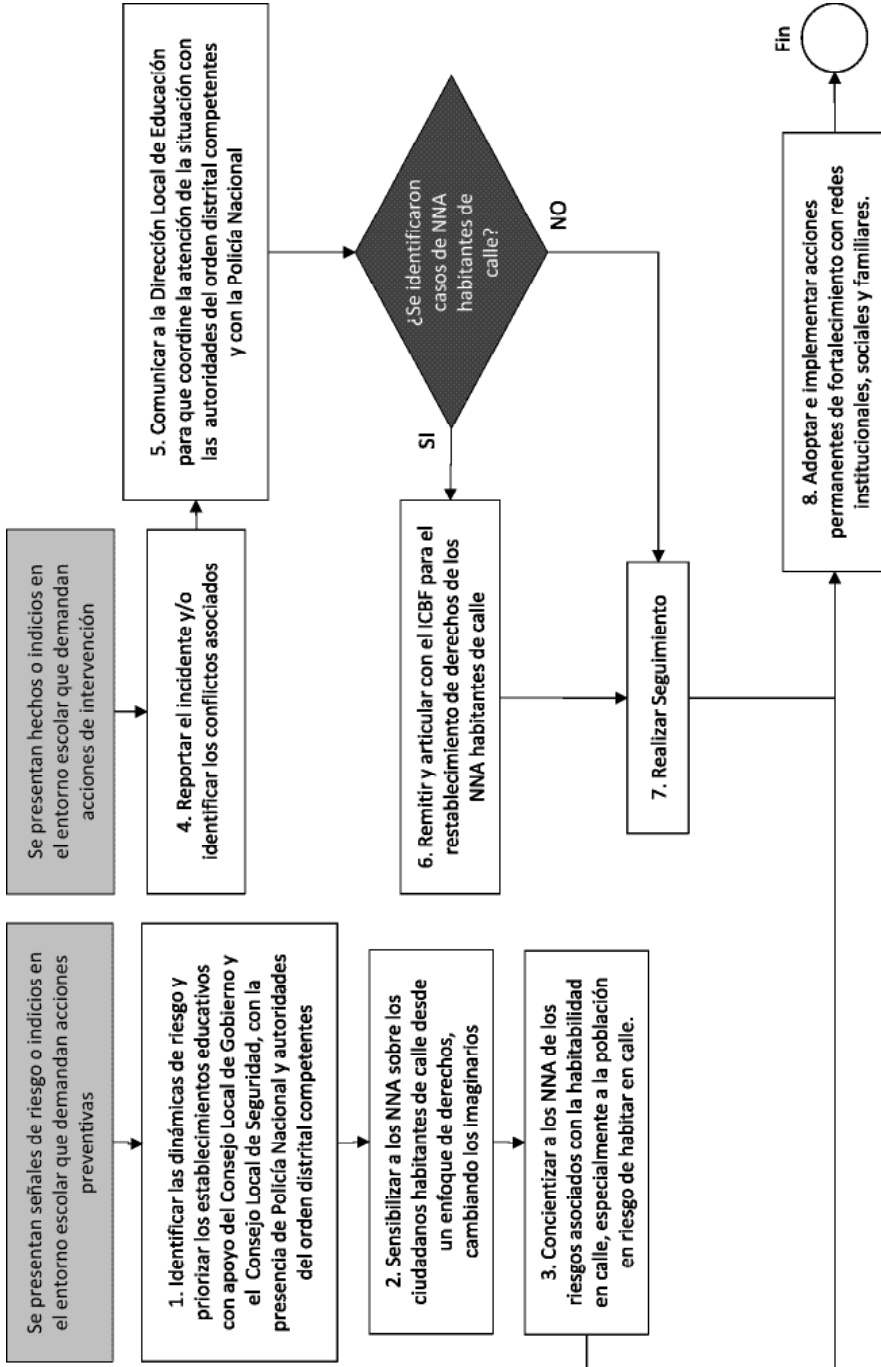 Se presentan señales de riesgo o indicios en
el entorno escolar que demandan acciones
preventivas
1. Identificar las dinámicas de riesgo y
priorizar los establecimientos educativos
con apoyo del Consejo Local de Gobierno y
el Consejo Local de Seguridad, con la
presencia de Policía Nacional y autoridades
del orden distrital competentes
2. Sensibilizar a los NNA sobre los
ciudadanos habitantes de calle desde
un enfoque de derechos,
cambiando los imaginarios
3. Concientizar a los NNA de los
riesgos asociados con la habitabilidad
en calle, especialmente a la población
en riesgo de habitar en calle.
Se presentan hechos o indicios en
el entorno escolar que demandan
acciones de intervención
4. Reportar el incidente y/o
identificar los conflictos asociados
5. Comunicar a la Dirección Local de Educación
para que coordine la atención de la situación con
las autoridades del orden distrital competentes
y con la Policía Nacional
¿Se identificaron
casos de NNA
habitantes de
calle?
SI
NO
6. Remitir y articular con el ICBF para el
restablecimiento de derechos de los
NNA habitantes de calle
7. Realizar Seguimiento
8. Adoptar e implementar acciones
permanentes de fortalecimiento con redes
institucionales, sociales y familiares.
Fin